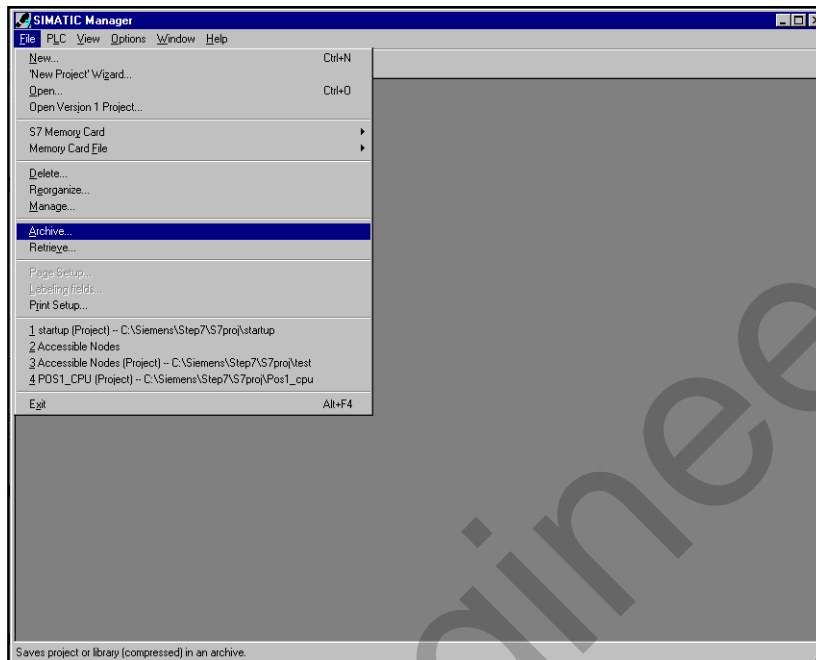 SIMATIC Manager
File PLC View Options Window Help
New... Ctrl+N
'New Project' Wizard...
Open... Ctrl+O
Open Version 1 Project...
S7 Memory Card
Memory Card File
Delete...
Reorganize...
Manage...
Archive...
Retrieve...
Page Setup...
Labeling fields...
Print Setup...
1 startup (Project) -- C:\Siemens\Step7\S7proj\startup
2 Accessible Nodes
3 Accessible Nodes (Project) -- C:\Siemens\Step7\S7proj\test
4 POS1_CPU (Project) -- C:\Siemens\Step7\S7proj\Pos1_cpu
Exit Alt+F4
Saves project or library (compressed) in an archive.